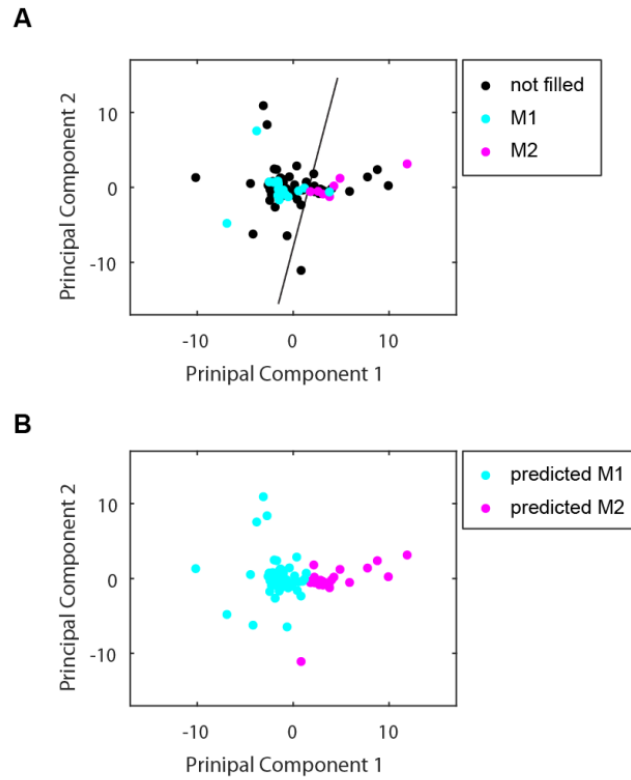 A
not filled
M1
M2
Principal Component 2
10
0
-10
-10
0
10
Prinipal Component 1
B
predicted M1
predicted M2
Principal Component 2
10
0
-10
-10
0
10
Prinipal Component 1